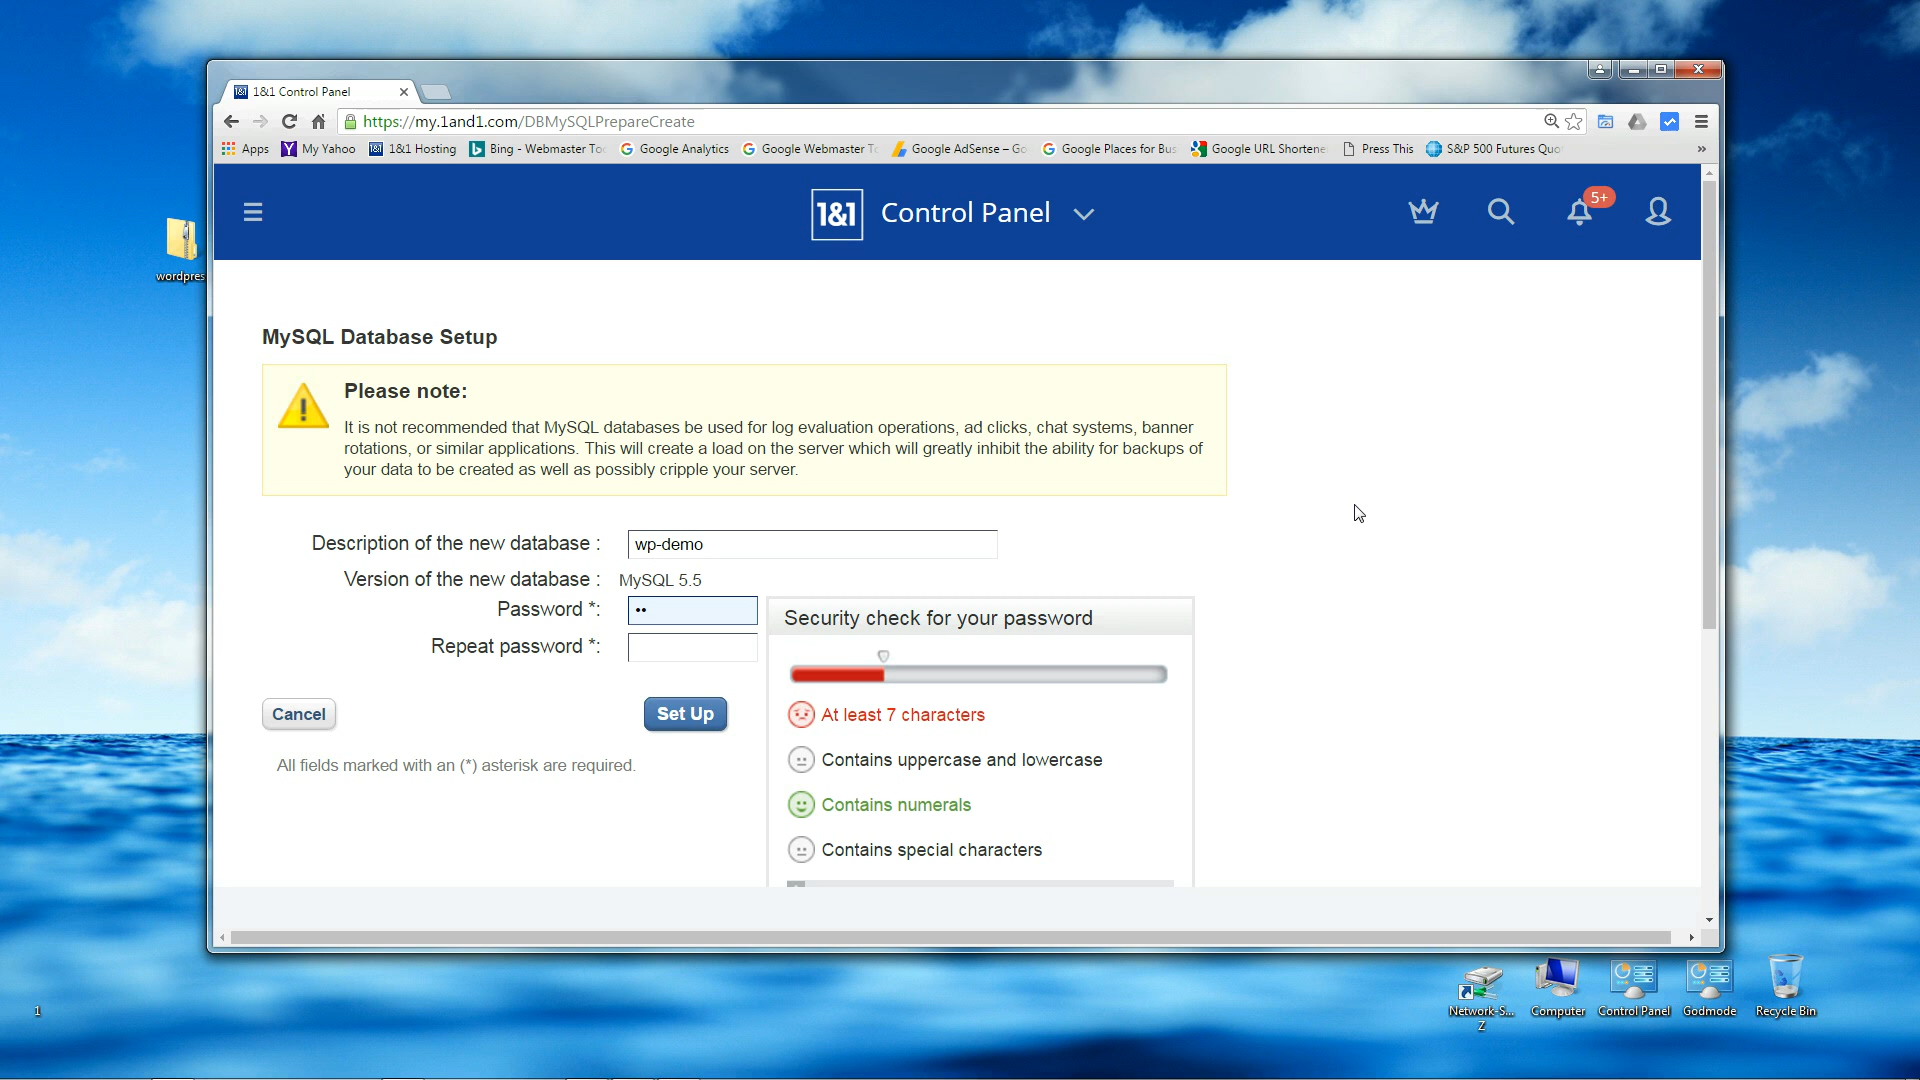 1&1 Control Panel
https://my.1and1.com/DBMySQLPrepareCreate
Apps My Yahoo 1&1 Hosting Bing - Webmaster Google Analytics Google Webmaster Google AdSense – Google Places for Google URL Press This S&P 500 Futures »
1&1 Control Panel
5+
wordpres
MySQL Database Setup
Please note:
It is not recommended that MySQL databases be used for log evaluation operations, ad clicks, chat systems, banner
rotations, or similar applications. This will create a load on the server which will greatly inhibit the ability for backups of
your data to be created as well as possibly cripple your server.
Description of the new database : wp-demo
Version of the new database : MySQL 5.5
Password *: ••
Repeat password *:
Security check for your password
At least 7 characters
Contains uppercase and lowercase
Contains numerals
Contains special characters
Cancel
Set Up
All fields marked with an (*) asterisk are required.
Network-S...
Z
Computer
Control Panel
Godmode
Recycle Bin
1